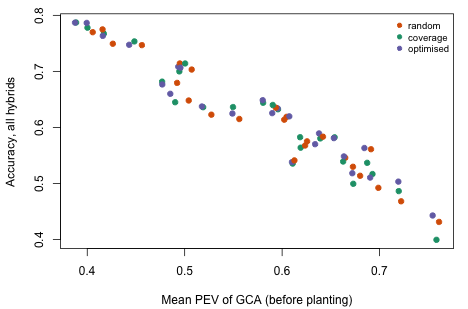 0.8
0.7
0.6
0.5
0.4
Accuracy, all hybrids
random
coverage
optimised
0.4 0.5 0.6 0.7
Mean PEV of GCA (before planting)